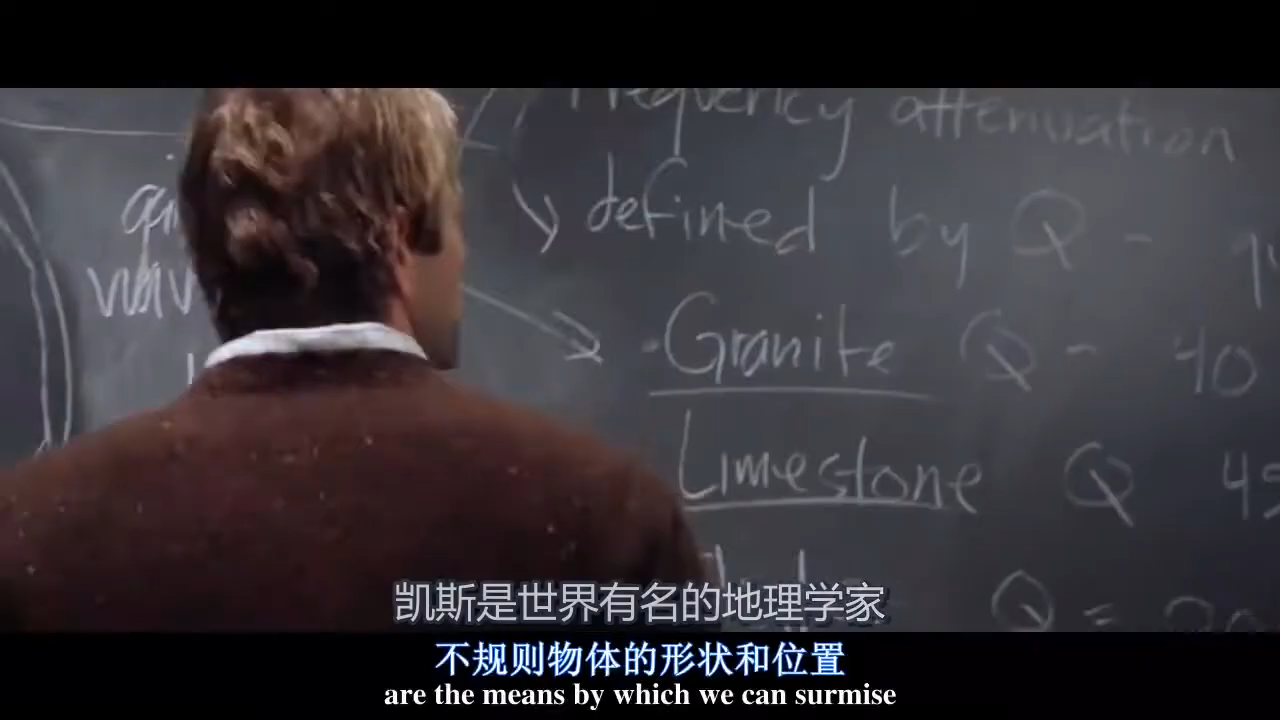 Frequency attenuation
defined by Q -
Granite Q - 40
Limestone Q 45
Q =
凯斯是世界有名的地理学家
不规则物体的形状和位置
are the means by which we can surmise